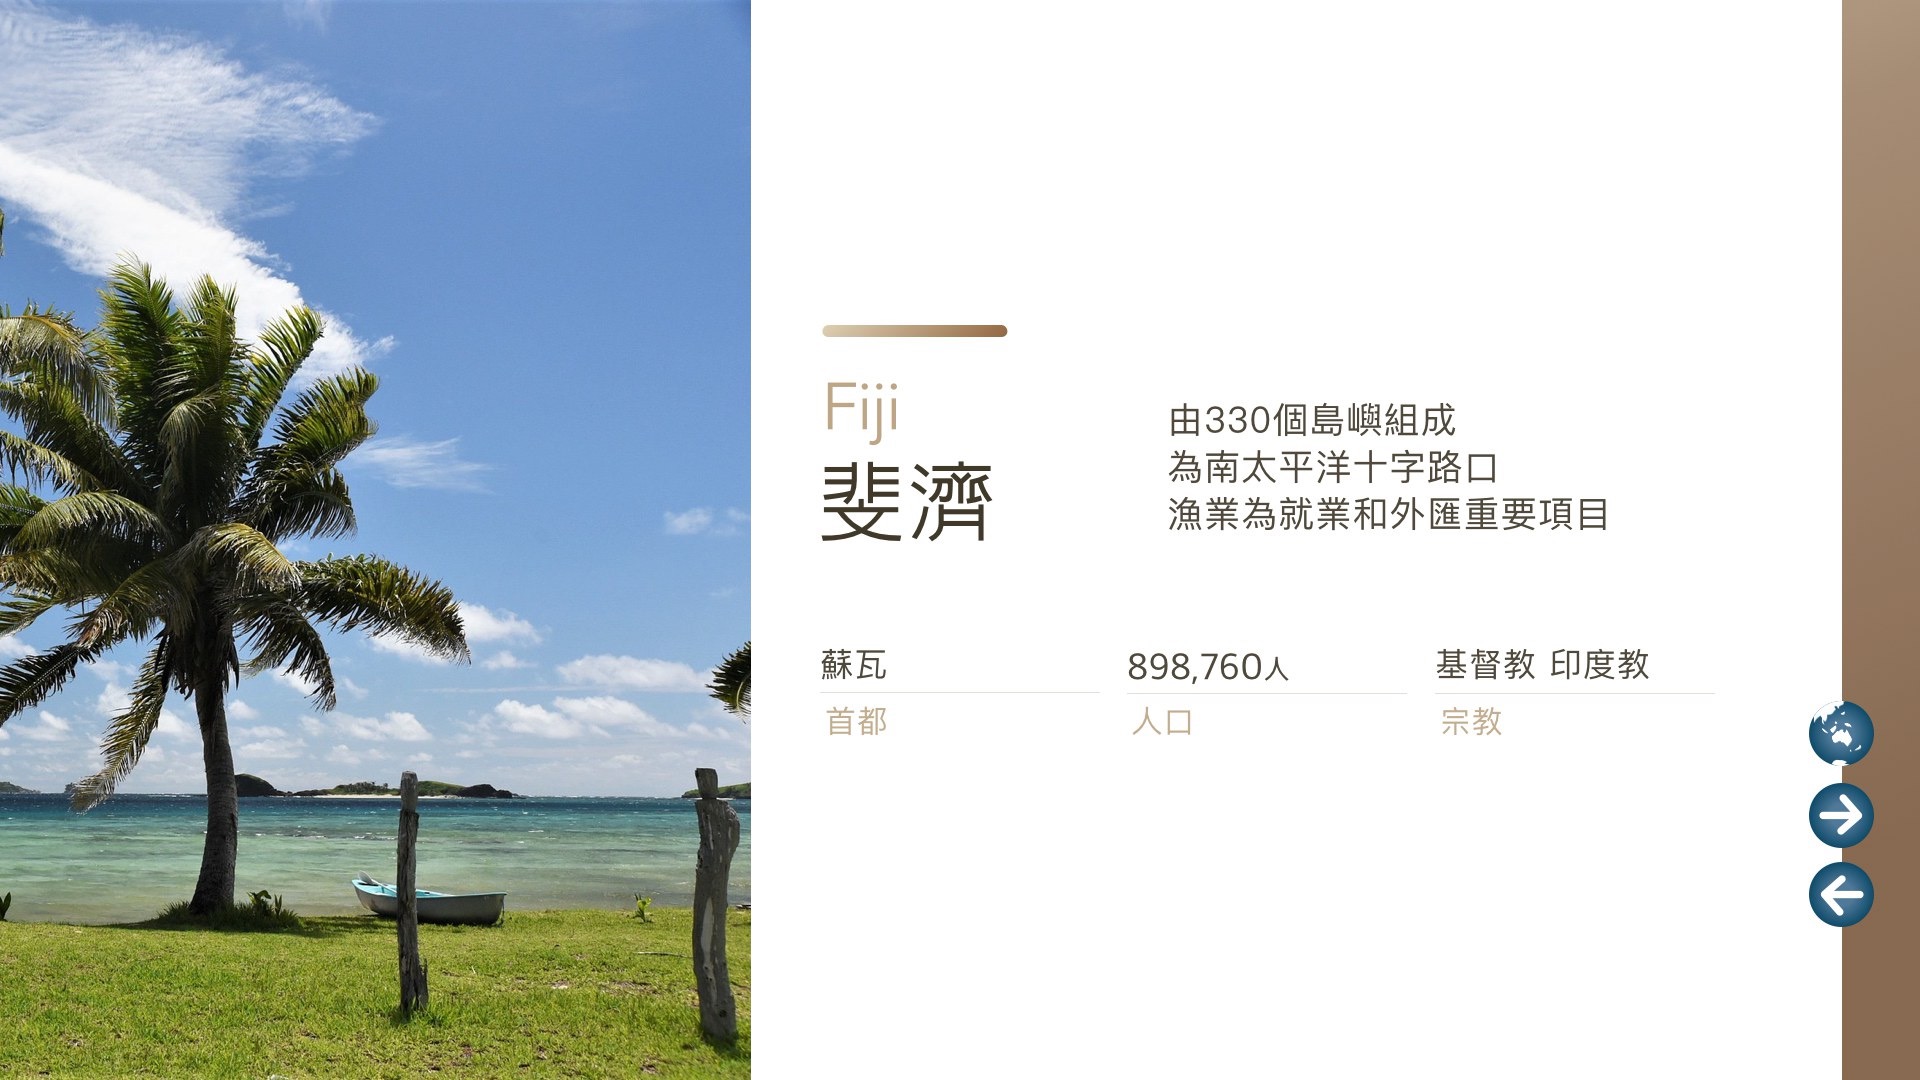 Fiji
斐濟
由330個島嶼組成
為南太平洋十字路口
漁業為就業和外匯重要項目
蘇瓦
首都
898,760人
人口
基督教 印度教
宗教